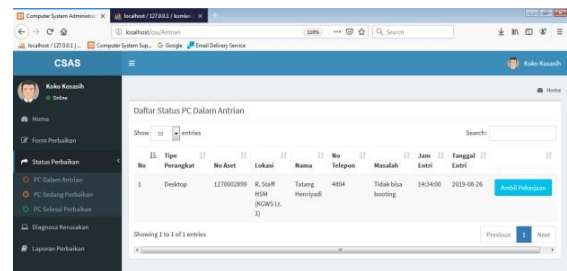 Computer System Administrat
localhost / 127.0.0.1 / komien
localhost/css/Antrian
110%
Search
localhost / 127.0.0.1 | ...
Computer System Sup...
Google
Email Delivery Service
CSAS
Koko Kosasih
Koko Kosasih
Online
Home
Home
Form Perbaikan
Status Perbaikan
PC Dalam Antrian
PC Sedang Perbaikan
PC Selesai Perbaikan
Diagnosa Kerusakan
Laporan Perbaikan
Daftar Status PC Dalam Antrian
Show 10 entries
Search:
No
Tipe Perangkat
No Aset
Lokasi
Nama
No Telepon
Masalah
Jam Entri
Tanggal Entri
1
Desktop
1270002899
R. Staff
HSM
(KGWS Lt.
1)
Tatang
Henriyadi
4804
Tidak bisa
booting
14:34:00
2019-08-26
Ambil Pekerjaan
Showing 1 to 1 of 1 entries
Previous 1 Next